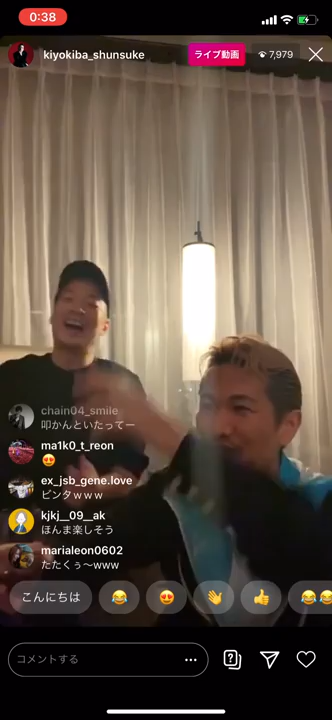 0:38
kiyokiba_shunsuke
ライブ動画
7,979
chain04_smile
叩かんといたってー
ma1k0_t_reon
😍
ex_jsb_gene.love
ビンタｗｗｗ
kjkj__09__ak
ほんま楽しそう
marialeon0602
たたくぅ〜www
こんにちは 😂 😍 👋 👍 😂😂
コメントする